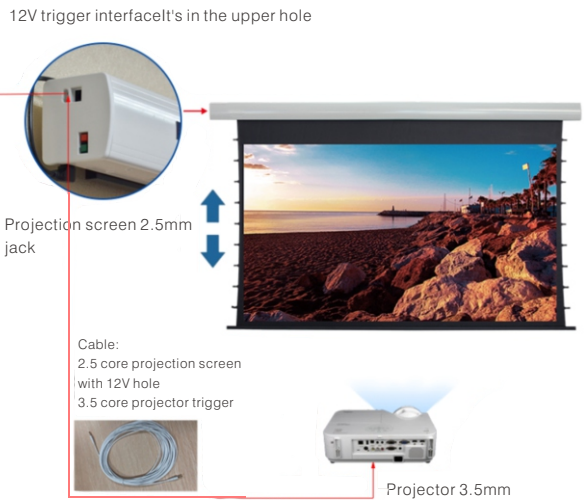 12V trigger interfaceIt's in the upper hole
Projection screen 2.5mm
jack
Cable:
2.5 core projection screen
with 12V hole
3.5 core projector trigger
Projector 3.5mm